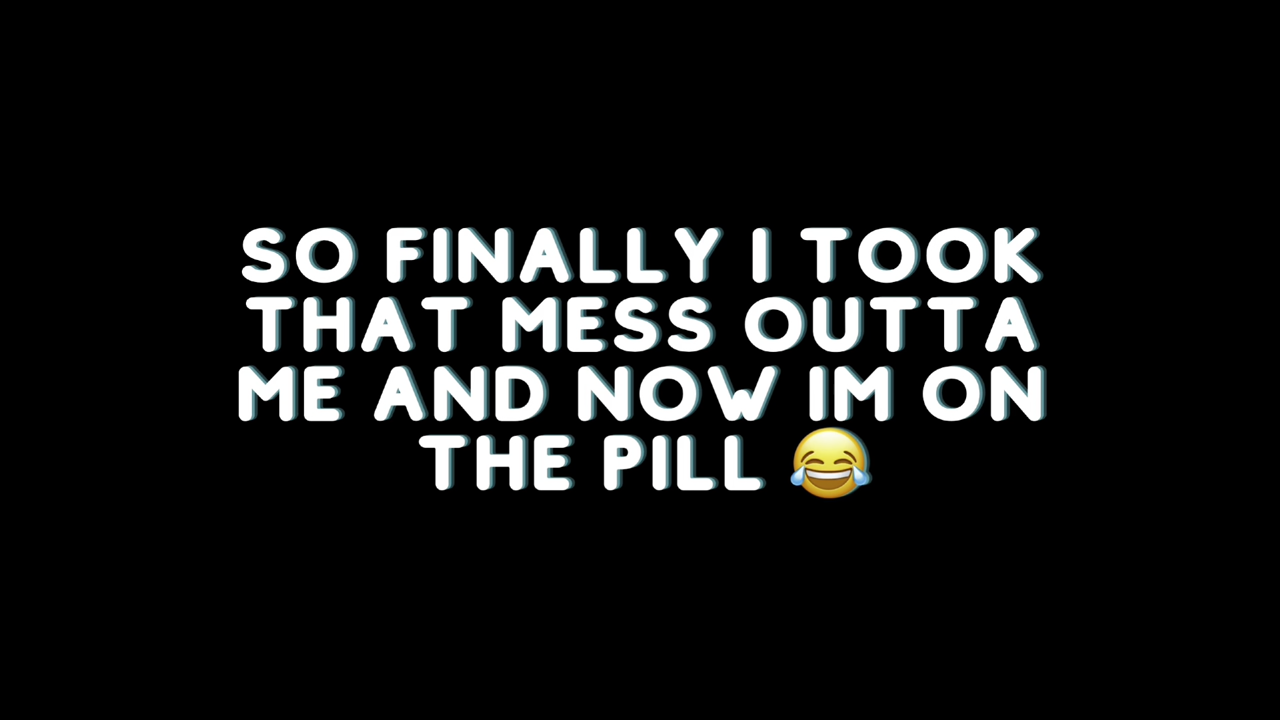 SO FINALLY I TOOK
THAT MESS OUTTA
ME AND NOW IM ON
THE PILL 😂